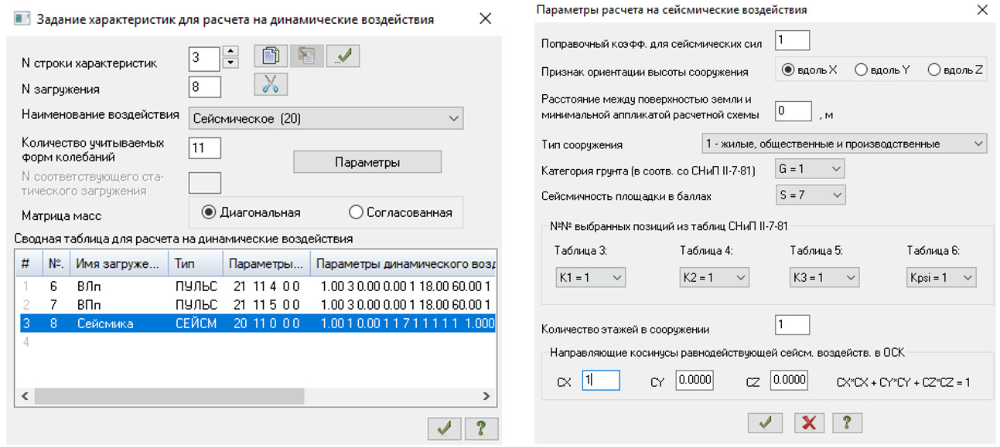 Задание характеристик для расчета на динамические воздействия
N строки характеристик
3
N загружения
8
Наименование воздействия
Сейсмическое (20)
Количество учитываемых
форм колебаний
11
Параметры
N соответствующего ста-
тического загружения
Матрица масс
Диагональная
Согласованная
Сводная таблица для расчета на динамические воздействия
# №. Имя загруже... Тип Параметры... Параметры динамического возд
1 6 ВЛп ПУЛЬС 21 11 4 0 0 1.00 3 0.00 0.00 1 18.00 60.00 1
2 7 ВПп ПУЛЬС 21 11 5 0 0 1.00 3 0.00 0.00 1 18.00 60.00 1
3 8 Сейсмика СЕЙСМ 20 11 0 0 0 1.00 1 0.00 1 1 7 1 1 1 1 1 1.000
4
Параметры расчета на сейсмические воздействия
Поправочный коэфф. для сейсмических сил
1
Признак ориентации высоты сооружения
вдоль X вдоль Y вдоль Z
Расстояние между поверхностью земли и
минимальной аппликатой расчетной схемы
0 , м
Тип сооружения
1 - жилые, общественные и производственные
Категория грунта (в соотв. со СНиП II-7-81)
G = 1
Сейсмичность площадки в баллах
S = 7
№№ выбранных позиций из таблиц СНиП II-7-81
Таблица 3: Таблица 4: Таблица 5: Таблица 6:
K1 = 1 K2 = 1 K3 = 1 Kpsi = 1
Количество этажей в сооружении
1
Направляющие косинусы равнодействующей сейсм. воздейств. в ОСК
CX 1 CY 0.0000 CZ 0.0000 CX*CX + CY*CY + CZ*CZ = 1